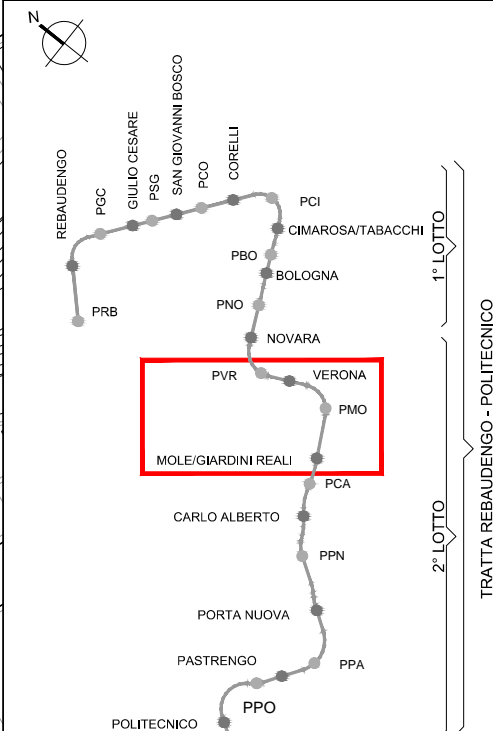 N
REBAUDENGO
PGC
GIULIO CESARE
PSG
SAN GIOVANNI BOSCO
PCO
CORELLI
PCI
CIMAROSA/TABACCHI
PBO
BOLOGNA
PNO
PRB
NOVARA
PVR
VERONA
PMO
MOLE/GIARDINI REALI
PCA
CARLO ALBERTO
PPN
PORTA NUOVA
PASTRENGO
PPA
PPO
POLITECNICO
1° LOTTO
2° LOTTO
TRATTA REBAUDENGO - POLITECNICO